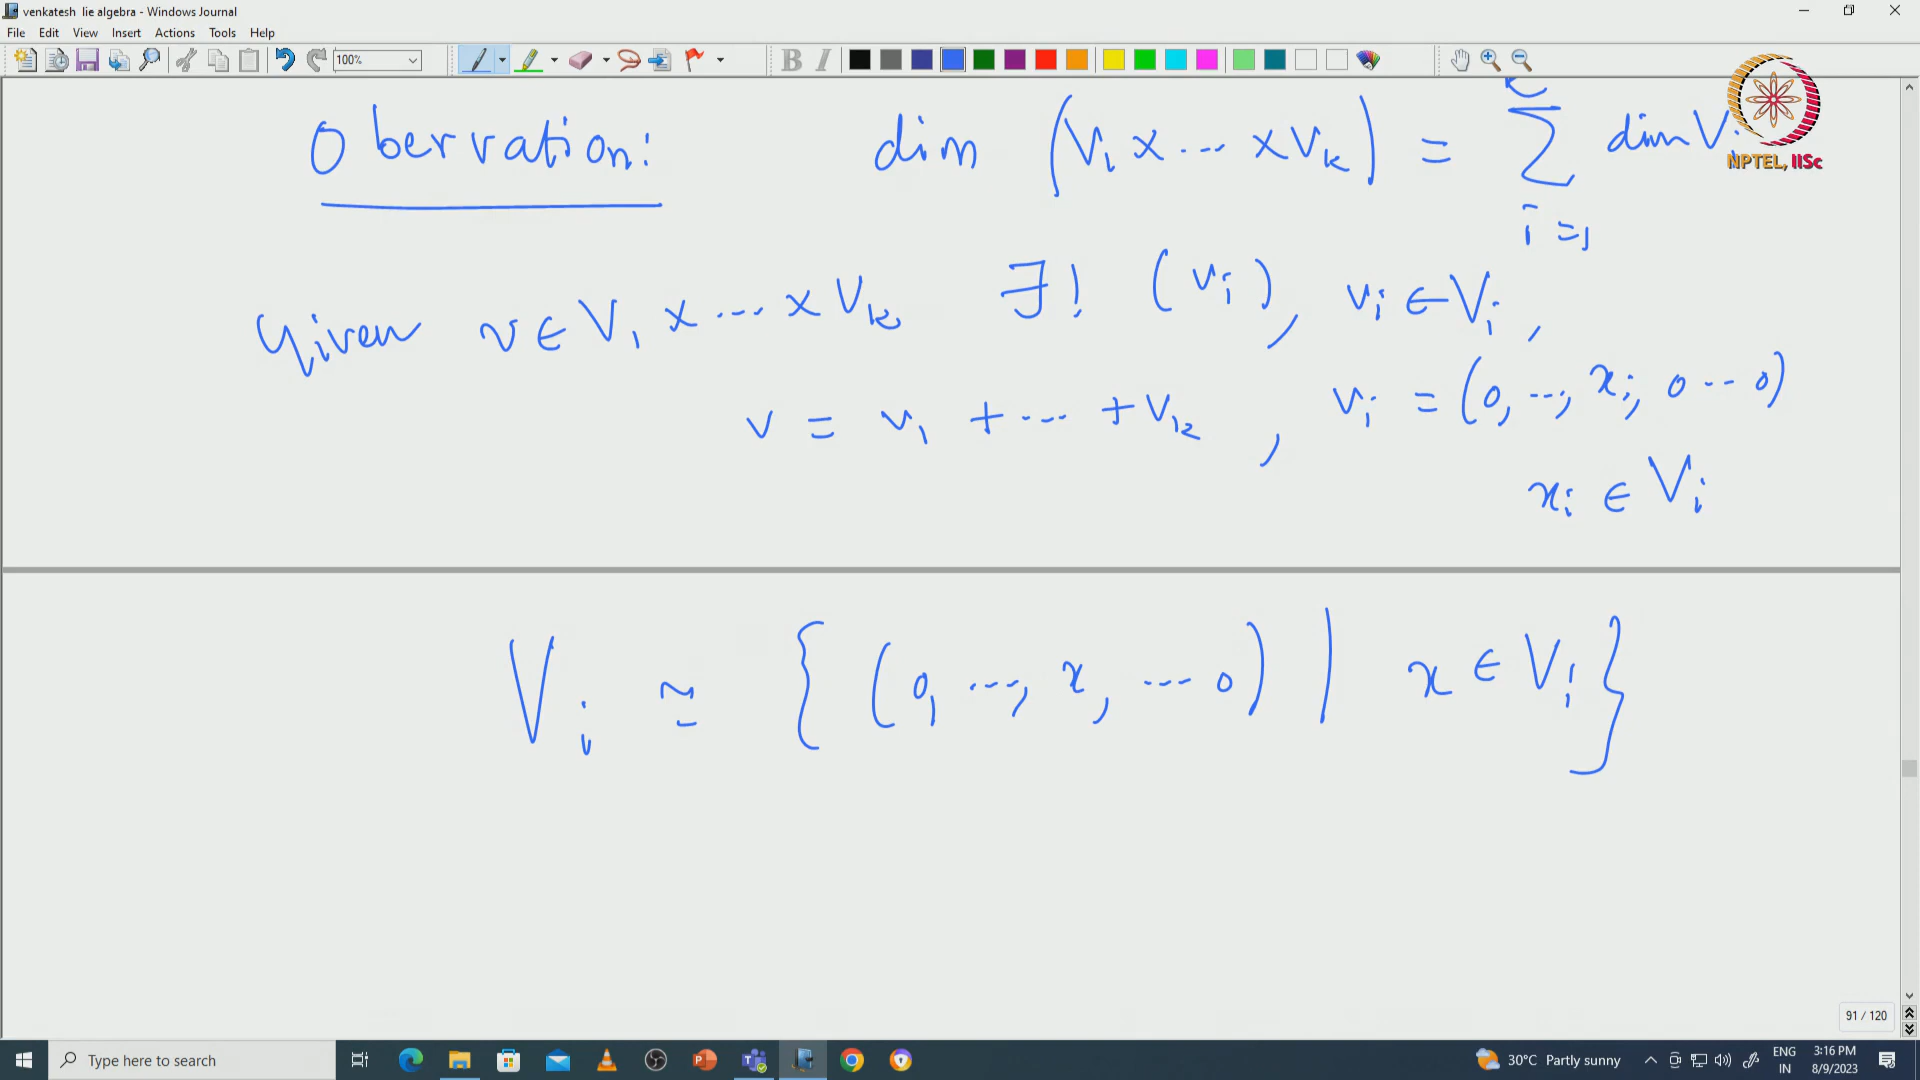 venkatesh lie algebra - Windows Journal
File Edit View Insert Actions Tools Help
100%
B I
NPTEL, IISc
Obervation: dim (V₁ x ... x Vₖ) = Σ dim Vᵢ
i =1
Given v ∈ V₁ x ... x Vₖ ∃! (vᵢ), vᵢ ∈ Vᵢ,
v = v₁ + ... + vₖ, vᵢ = (0, .., xᵢ, 0 ... 0)
xᵢ ∈ Vᵢ
Vᵢ ≃ { (0, ..., x, ... 0) | x ∈ Vᵢ }
91 / 120
Type here to search
30°C Partly sunny
ENG
IN
3:16 PM
8/9/2023